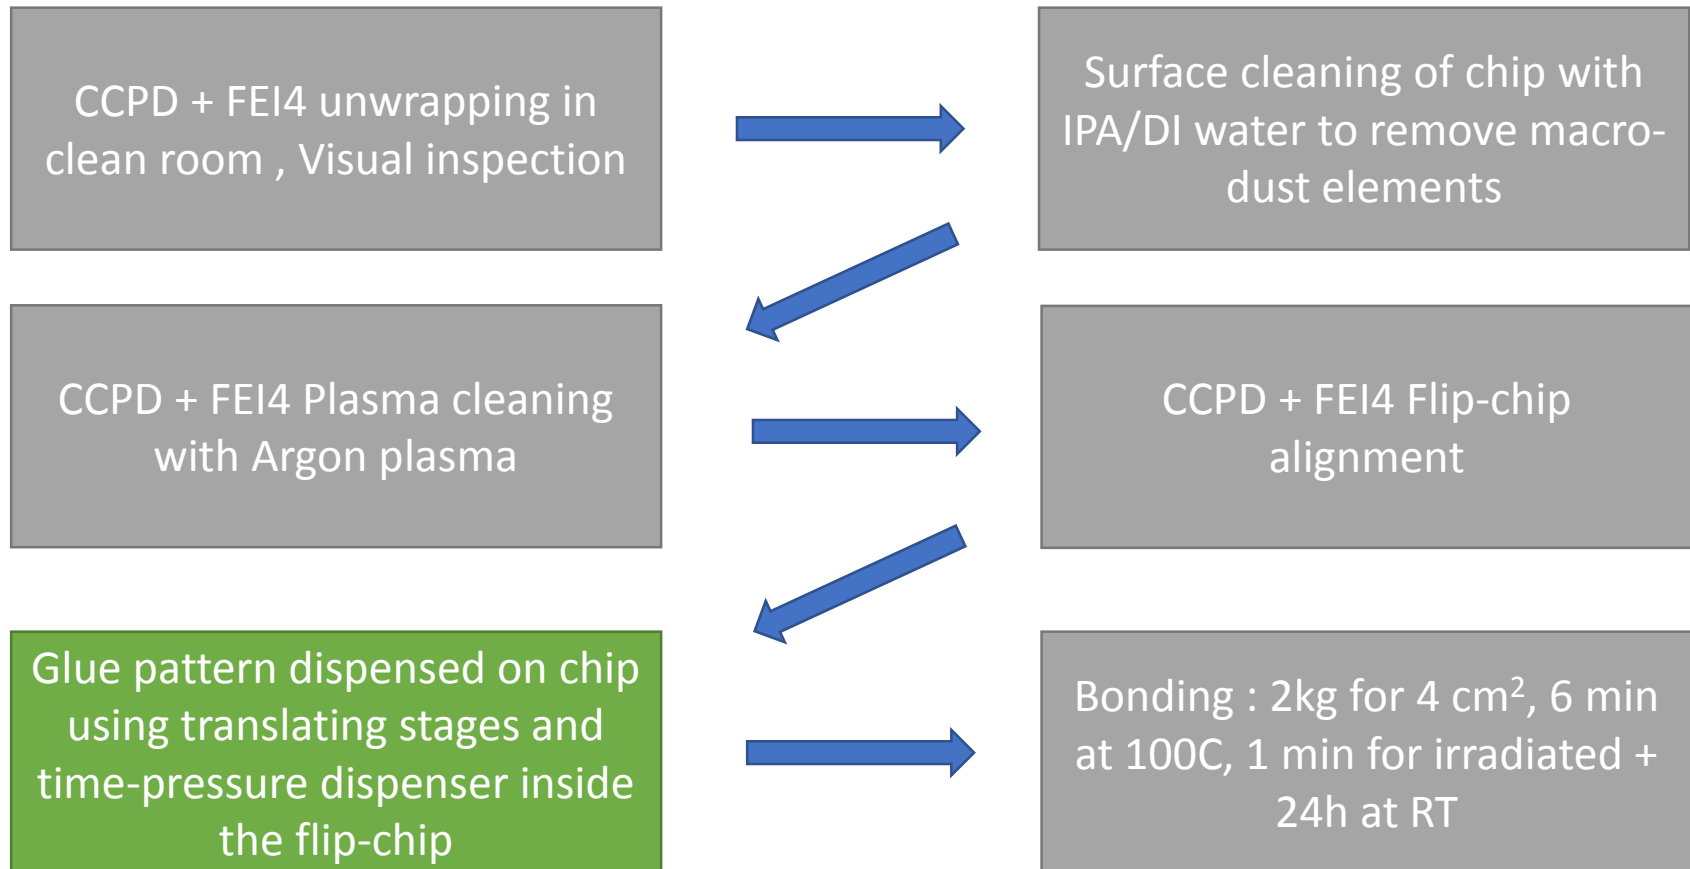 CCPD + FEI4 unwrapping in
clean room , Visual inspection
Surface cleaning of chip with
IPA/DI water to remove macro-
dust elements
CCPD + FEI4 Plasma cleaning
with Argon plasma
CCPD + FEI4 Flip-chip
alignment
Glue pattern dispensed on chip
using translating stages and
time-pressure dispenser inside
the flip-chip
Bonding : 2kg for 4 cm², 6 min
at 100C, 1 min for irradiated +
24h at RT